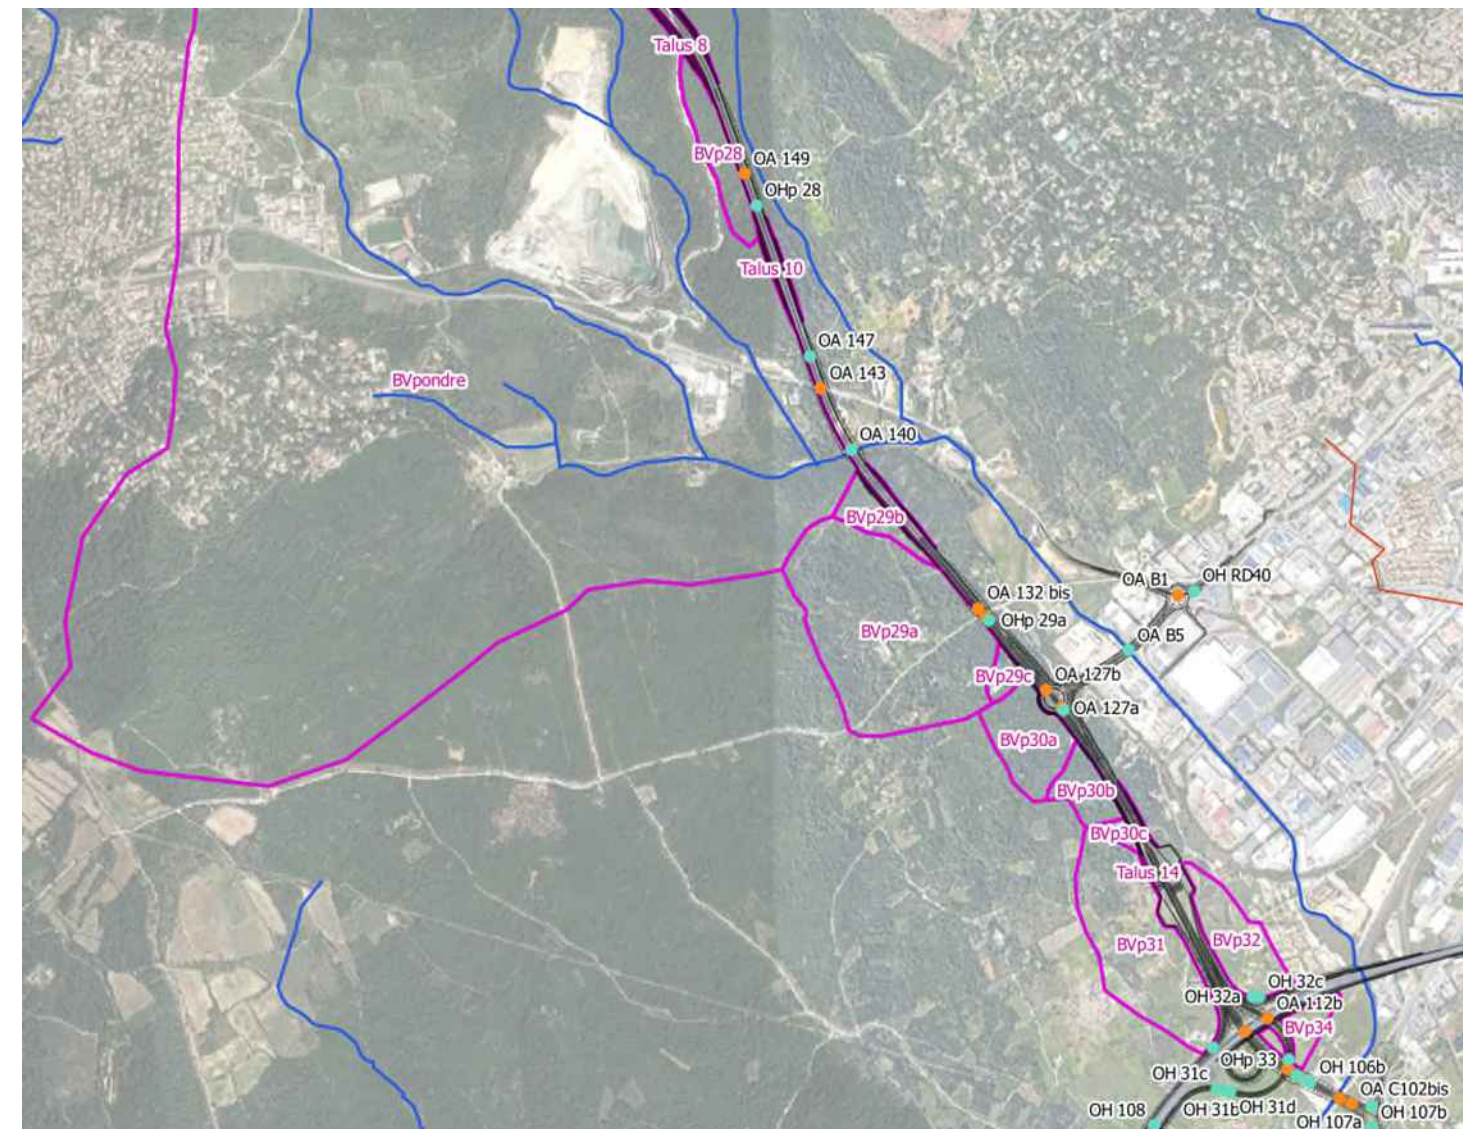 Talus 8
BVp28
OA 149
OHp 28
Talus 10
OA 147
OA 143
BVpondre
OA 140
BVp29b
OA B1
OH RD40
OA 132 bis
OHp 29a
BVp29a
OA B5
BVp29c
OA 127b
OA 127a
BVp30a
BVp30b
BVp30c
Talus 14
BVp31
BVp32
OH 32c
OH 32a
OA 112b
BVp34
OHp 33
OH 31c
OH 106b
OA C102bis
OH 108
OH 31b
OH 31d
OH 107b
OH 107a